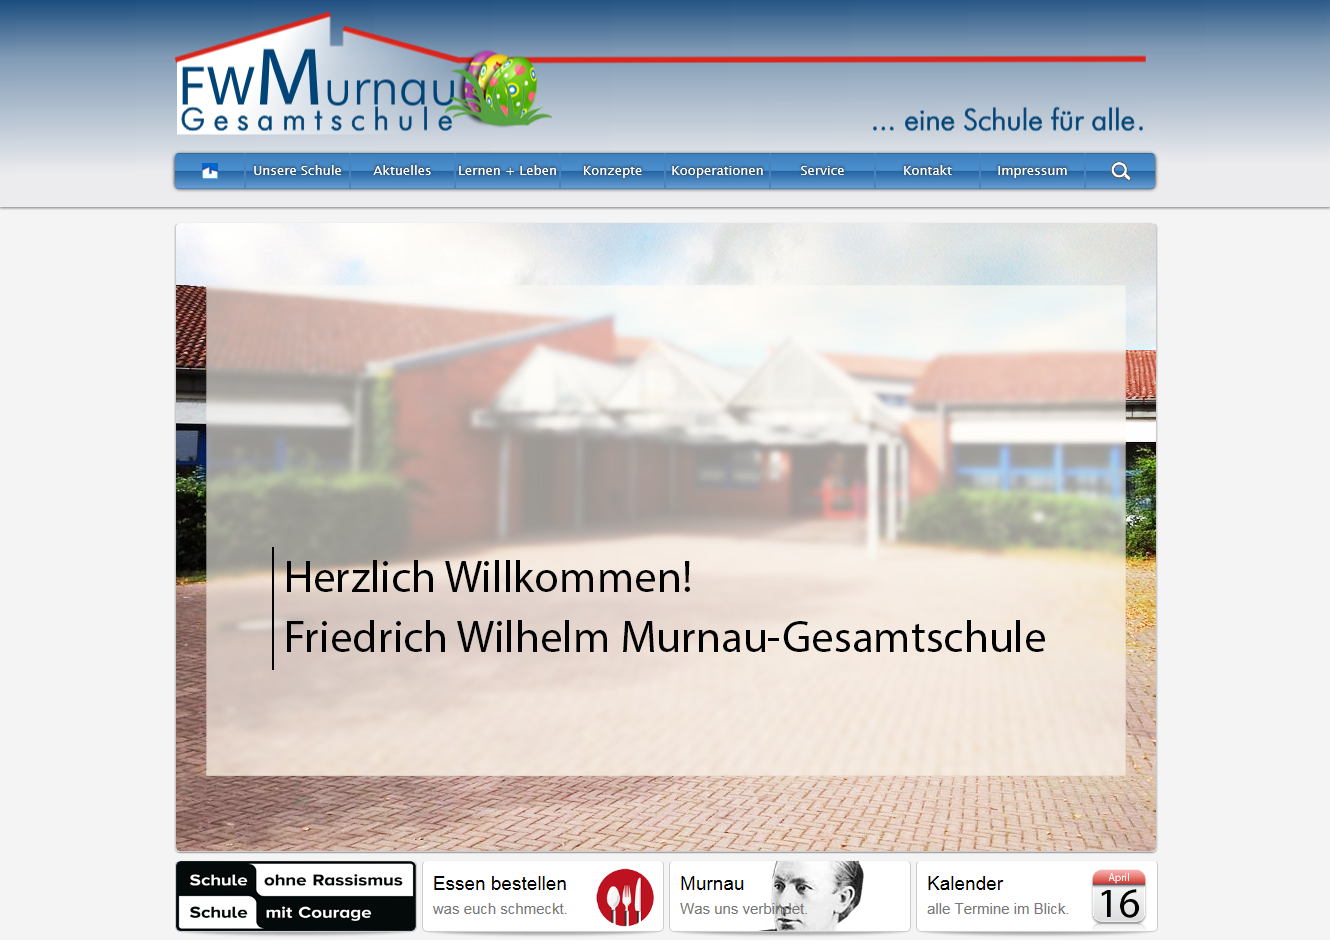 FWMurnau
Gesamtschule
... eine Schule für alle.
Unsere Schule Aktuelles Lernen + Leben Konzepte Kooperationen Service Kontakt Impressum
Herzlich Willkommen!
Friedrich Wilhelm Murnau-Gesamtschule
Schule ohne Rassismus
Schule mit Courage
Essen bestellen
was euch schmeckt.
Murnau
Was uns verbindet.
Kalender
alle Termine im Blick.
April
16